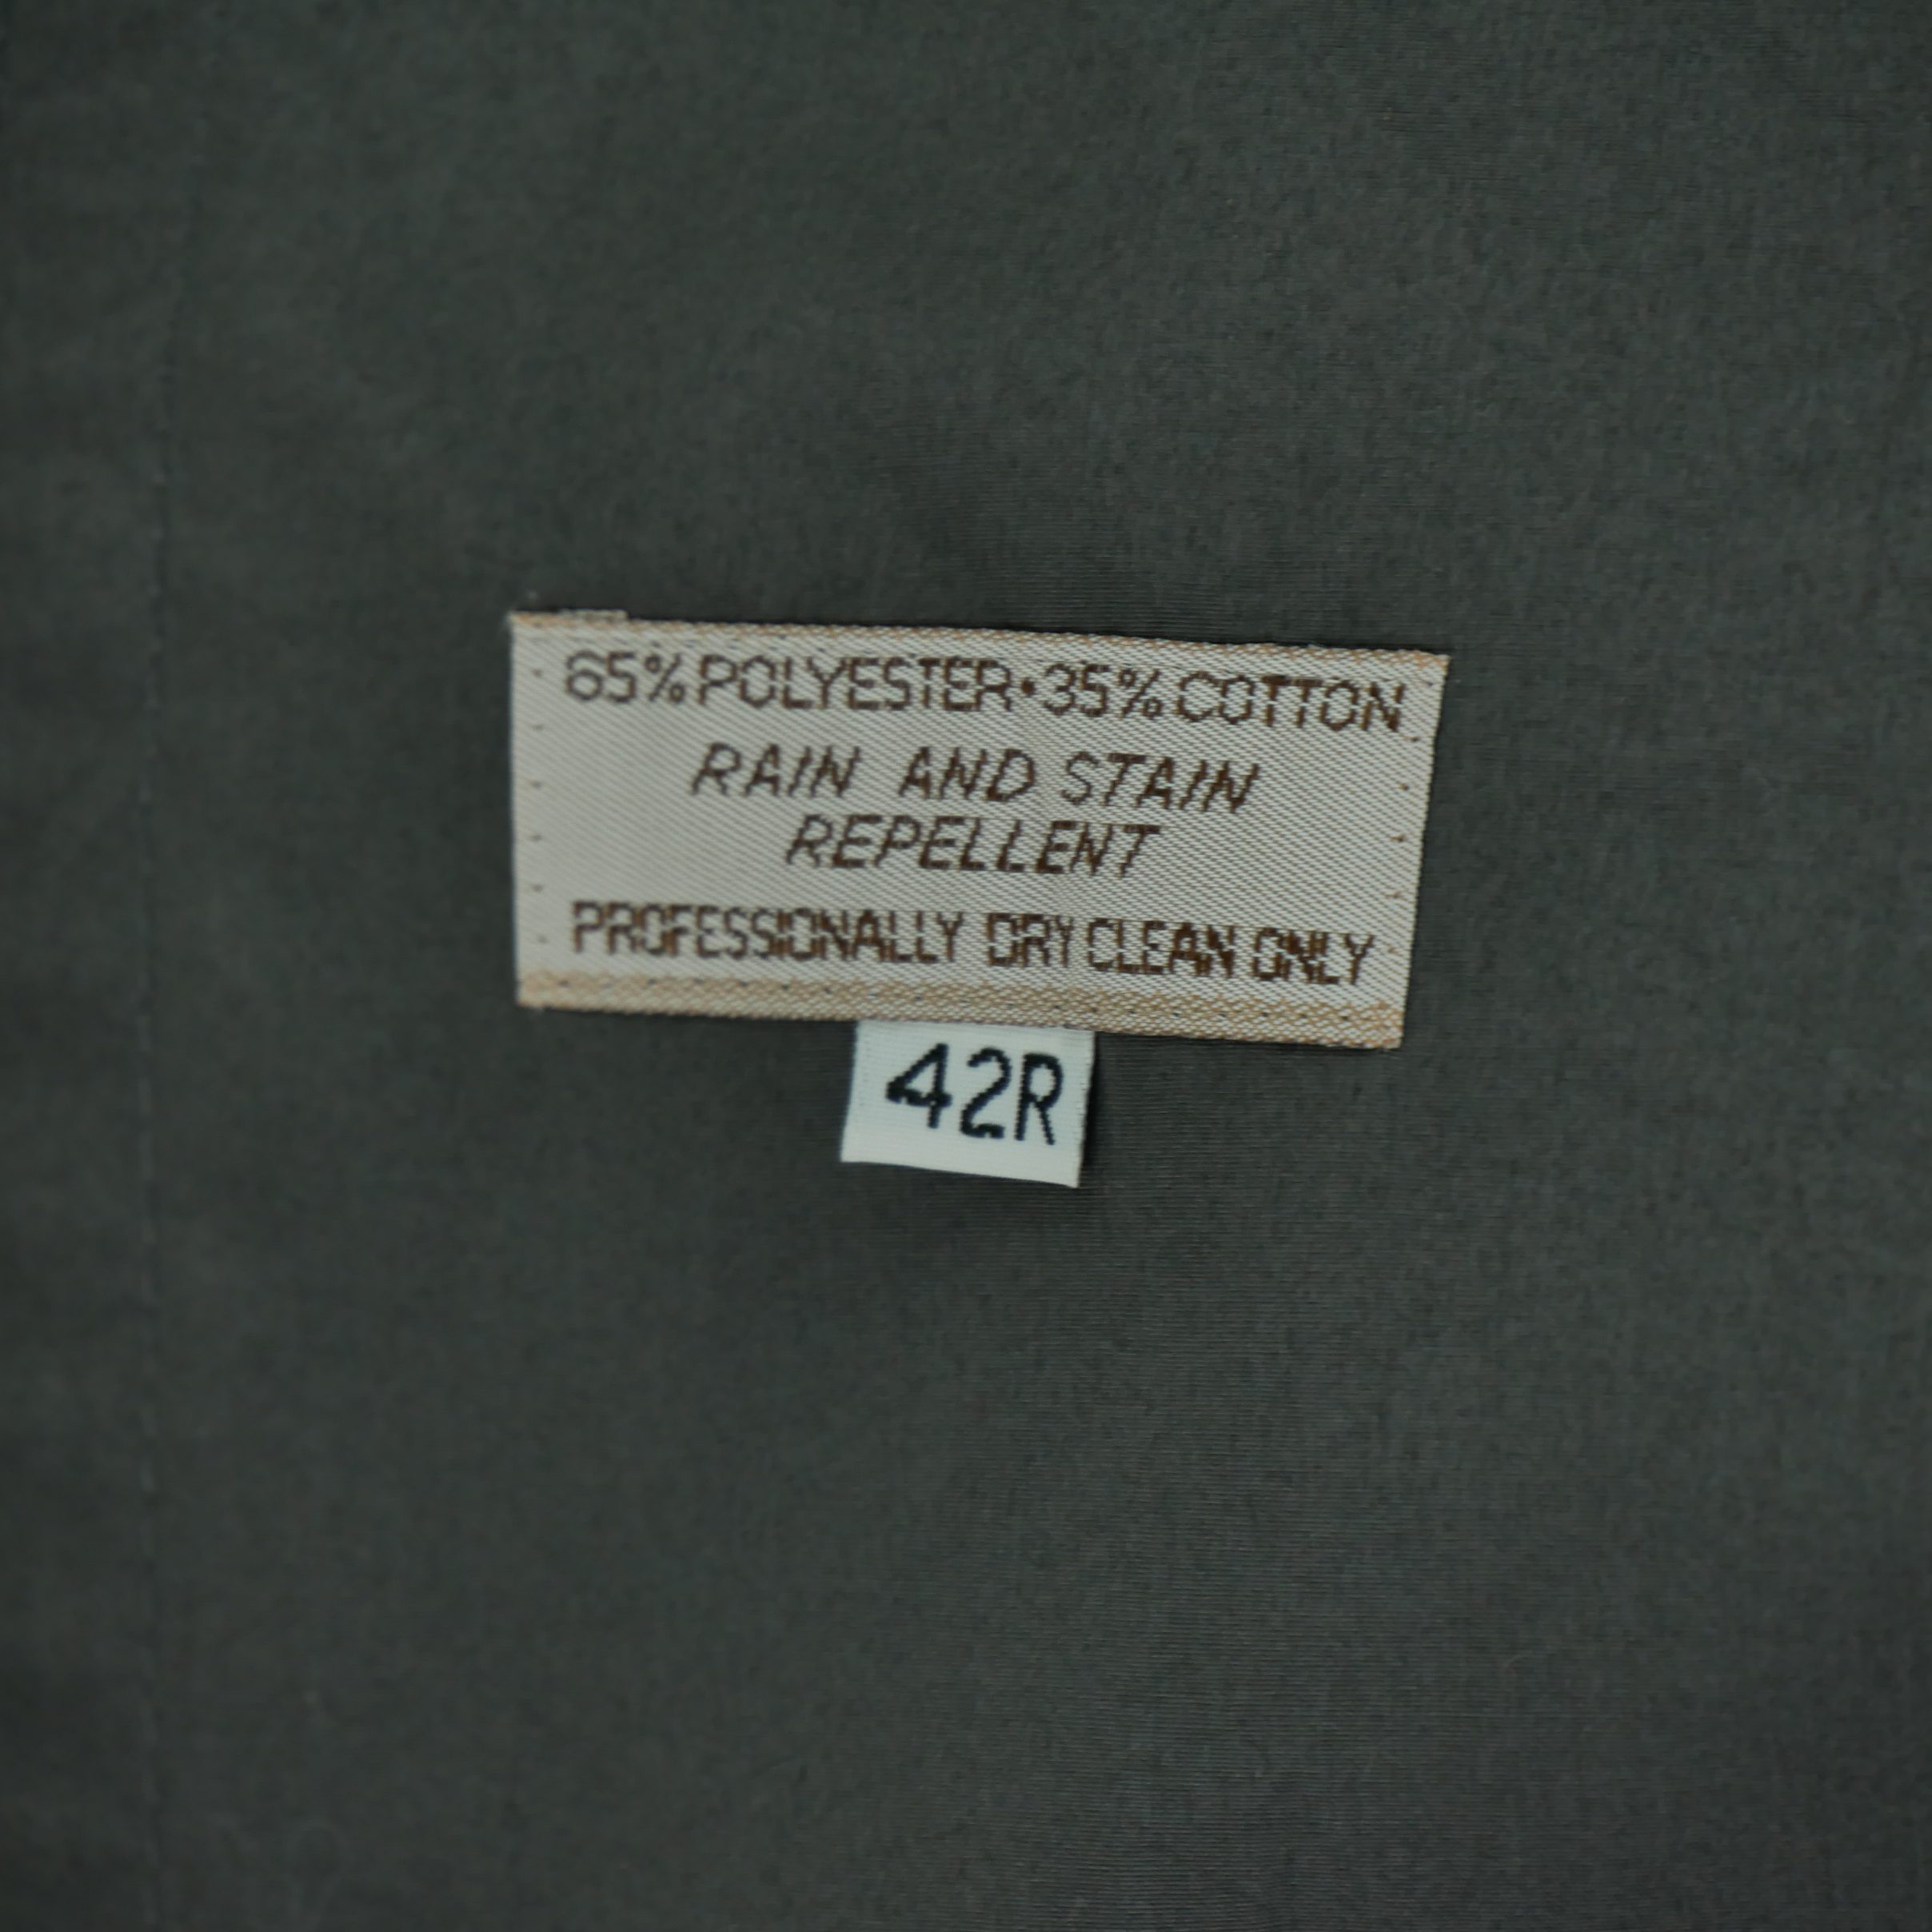 65% POLYESTER • 35% COTTON
RAIN AND STAIN
REPELLENT
PROFESSIONALLY DRY CLEAN ONLY
42R